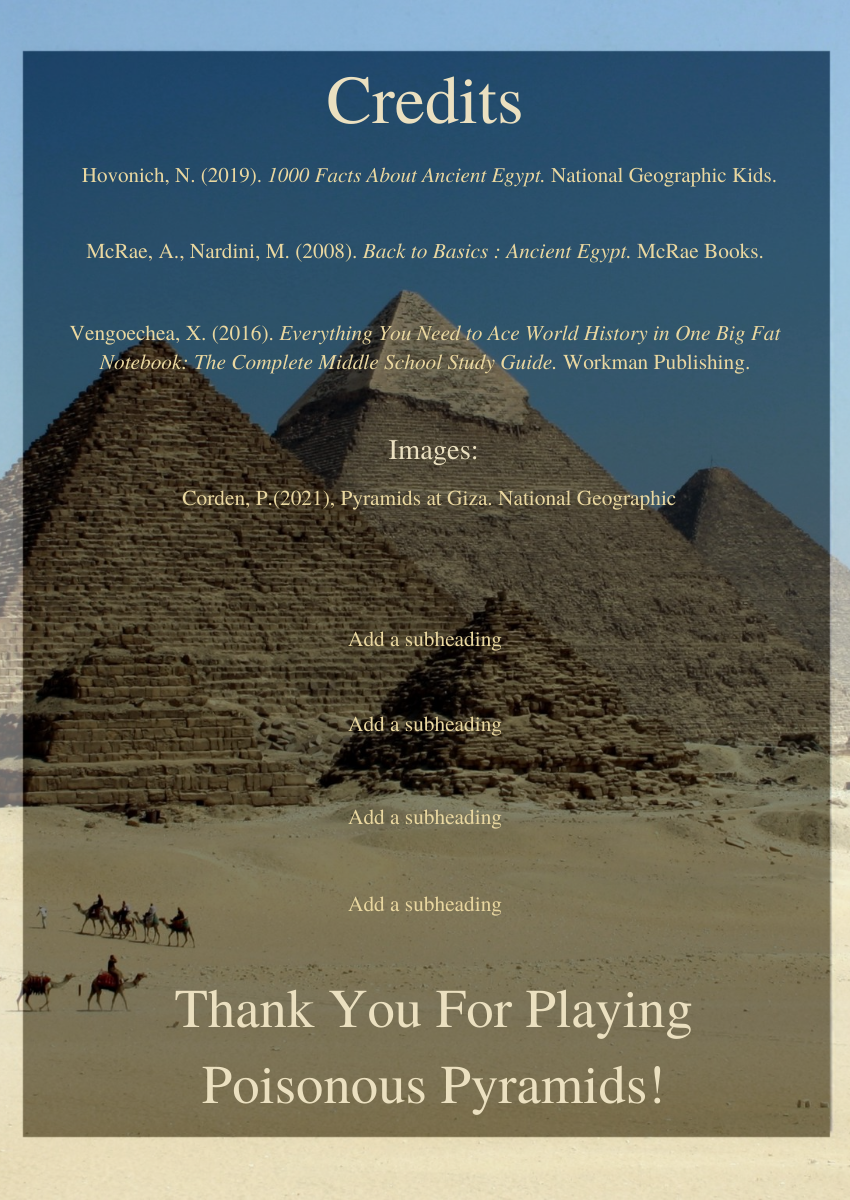 Credits
Hovonich, N. (2019). 1000 Facts About Ancient Egypt. National Geographic Kids.
McRae, A., Nardini, M. (2008). Back to Basics : Ancient Egypt. McRae Books.
Vengoechea, X. (2016). Everything You Need to Ace World History in One Big Fat
Notebook: The Complete Middle School Study Guide. Workman Publishing.
Images:
Corden, P.(2021), Pyramids at Giza. National Geographic
Add a subheading
Add a subheading
Add a subheading
Add a subheading
Thank You For Playing
Poisonous Pyramids!